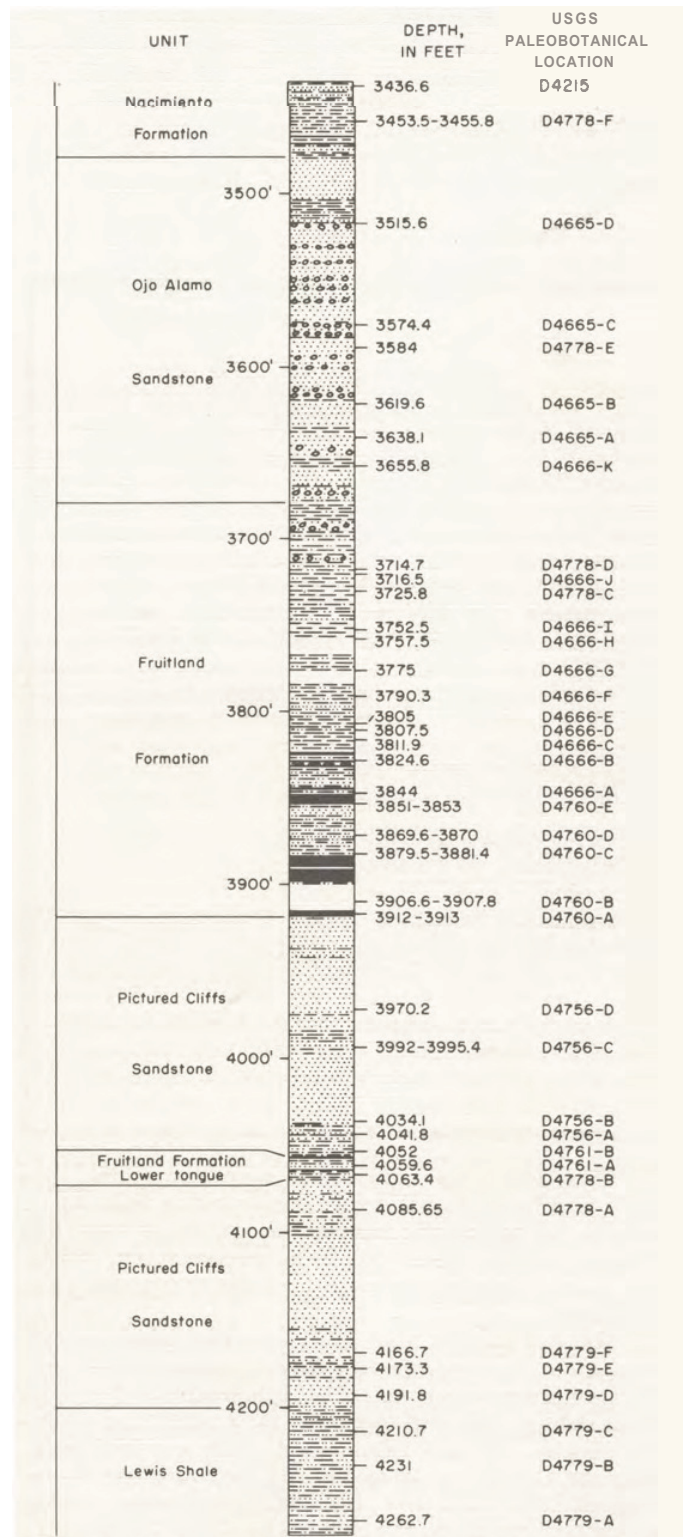 UNIT
DEPTH,
IN FEET
USGS
PALEOBOTANICAL
LOCATION
3436.6 D4215
Nacimiento
3453.5-3455.8 D4778-F
Formation
3500'
3515.6 D4665-D
Ojo Alamo
3574.4 D4665-C
3584 D4778-E
3600'
Sandstone
3619.6 D4665-B
3638.1 D4665-A
3655.8 D4666-K
3700'
3714.7 D4778-D
3716.5 D4666-J
3725.8 D4778-C
3752.5 D4666-I
3757.5 D4666-H
Fruitland
3775 D4666-G
3790.3 D4666-F
3800'
3805 D4666-E
3807.5 D4666-D
3811.9 D4666-C
Formation
3824.6 D4666-B
3844 D4666-A
3851-3853 D4760-E
3869.6-3870 D4760-D
3879.5-3881.4 D4760-C
3900'
3906.6-3907.8 D4760-B
3912-3913 D4760-A
Pictured Cliffs
3970.2 D4756-D
3992-3995.4 D4756-C
4000'
Sandstone
4034.1 D4756-B
4041.8 D4756-A
4052 D4761-B
Fruitland Formation
4059.6 D4761-A
Lower tongue
4063.4 D4778-B
4085.65 D4778-A
4100'
Pictured Cliffs
Sandstone
4166.7 D4779-F
4173.3 D4779-E
4191.8 D4779-D
4200'
4210.7 D4779-C
Lewis Shale
4231 D4779-B
4262.7 D4779-A